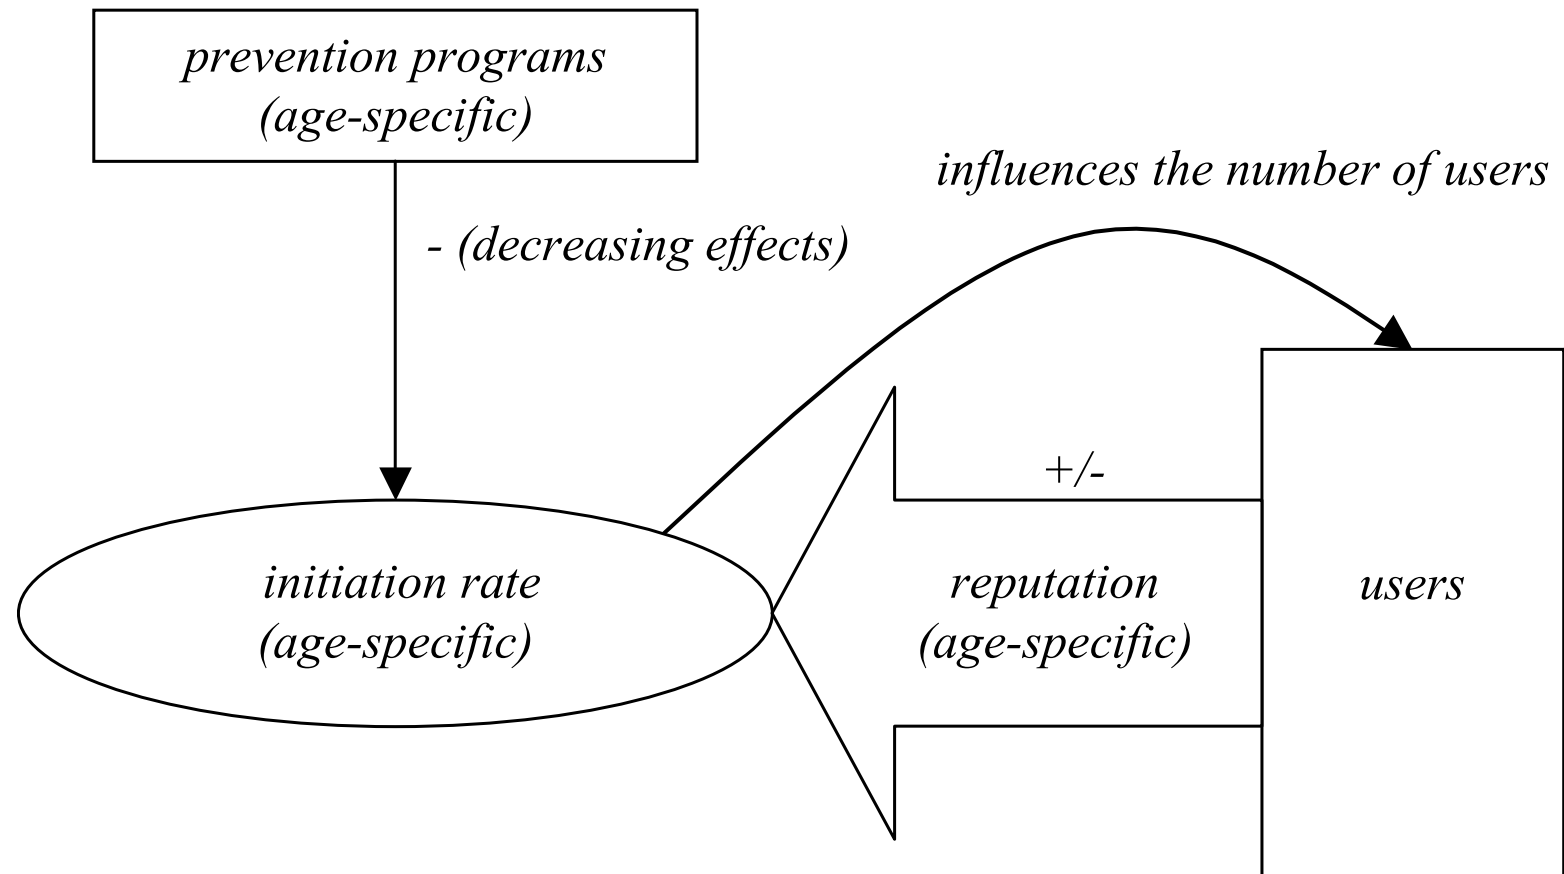 prevention programs
(age-specific)
influences the number of users
- (decreasing effects)
+/-
initiation rate
(age-specific)
reputation
(age-specific)
users